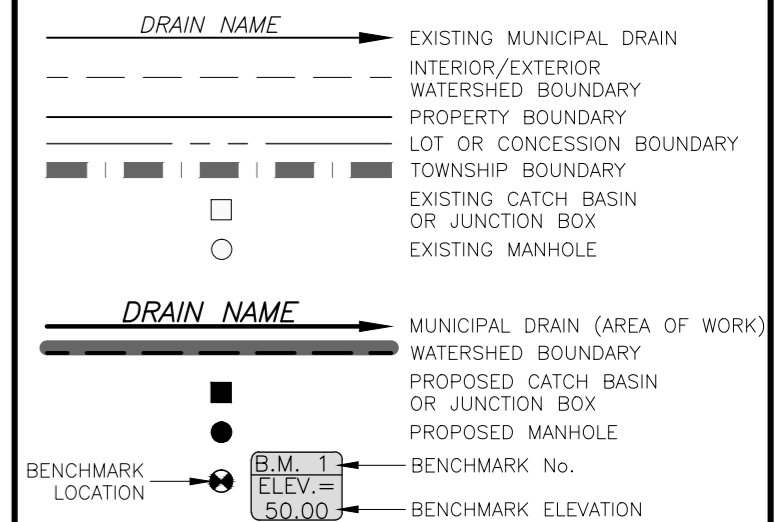 DRAIN NAME
EXISTING MUNICIPAL DRAIN
INTERIOR/EXTERIOR
WATERSHED BOUNDARY
PROPERTY BOUNDARY
LOT OR CONCESSION BOUNDARY
TOWNSHIP BOUNDARY
EXISTING CATCH BASIN
OR JUNCTION BOX
EXISTING MANHOLE
DRAIN NAME
MUNICIPAL DRAIN (AREA OF WORK)
WATERSHED BOUNDARY
PROPOSED CATCH BASIN
OR JUNCTION BOX
PROPOSED MANHOLE
BENCHMARK
LOCATION
B.M. 1
ELEV.=
50.00
BENCHMARK No.
BENCHMARK ELEVATION